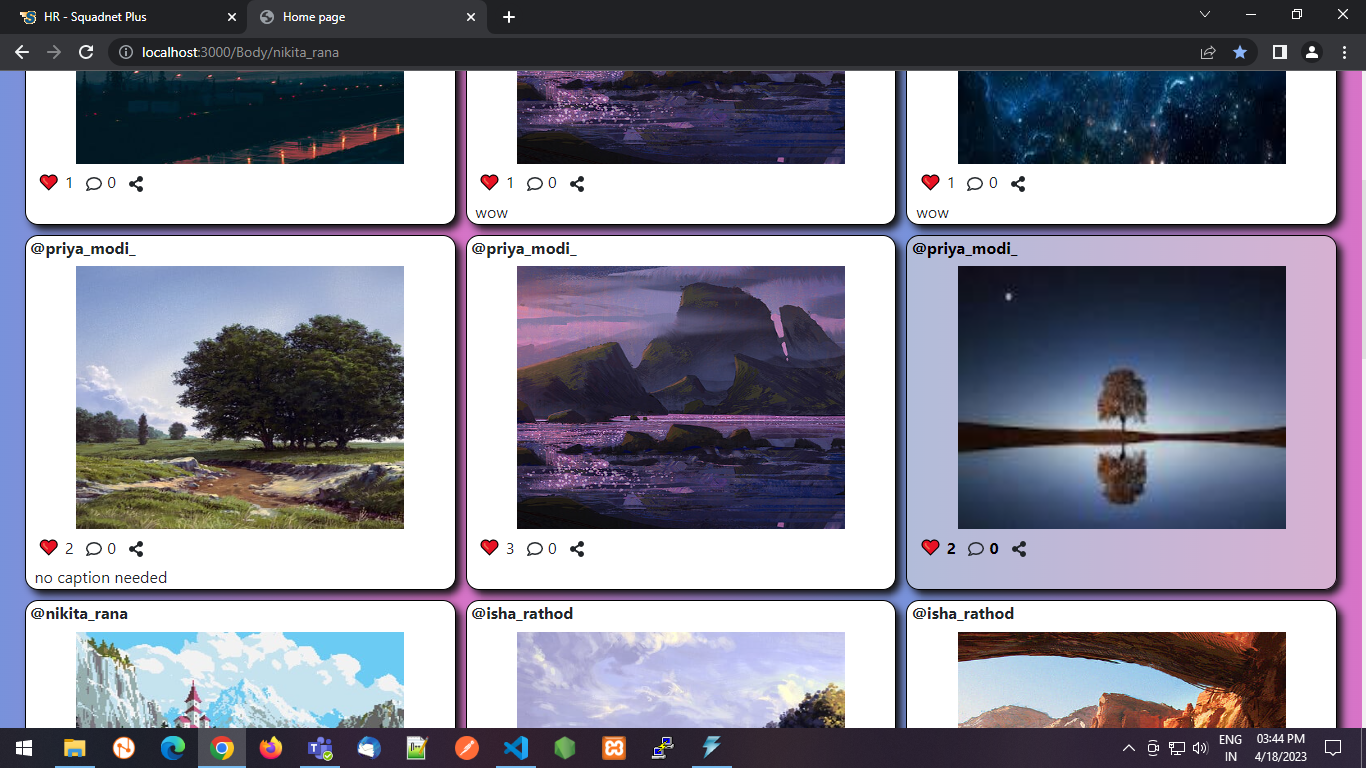 HR - Squadnet Plus
Home page
localhost:3000/Body/nikita_rana
1 0
1 0
1 0
wow
wow
@priya_modi_
@priya_modi_
@priya_modi_
2 0
3 0
2 0
no caption needed
@nikita_rana
@isha_rathod
@isha_rathod
ENG
IN
03:44 PM
4/18/2023